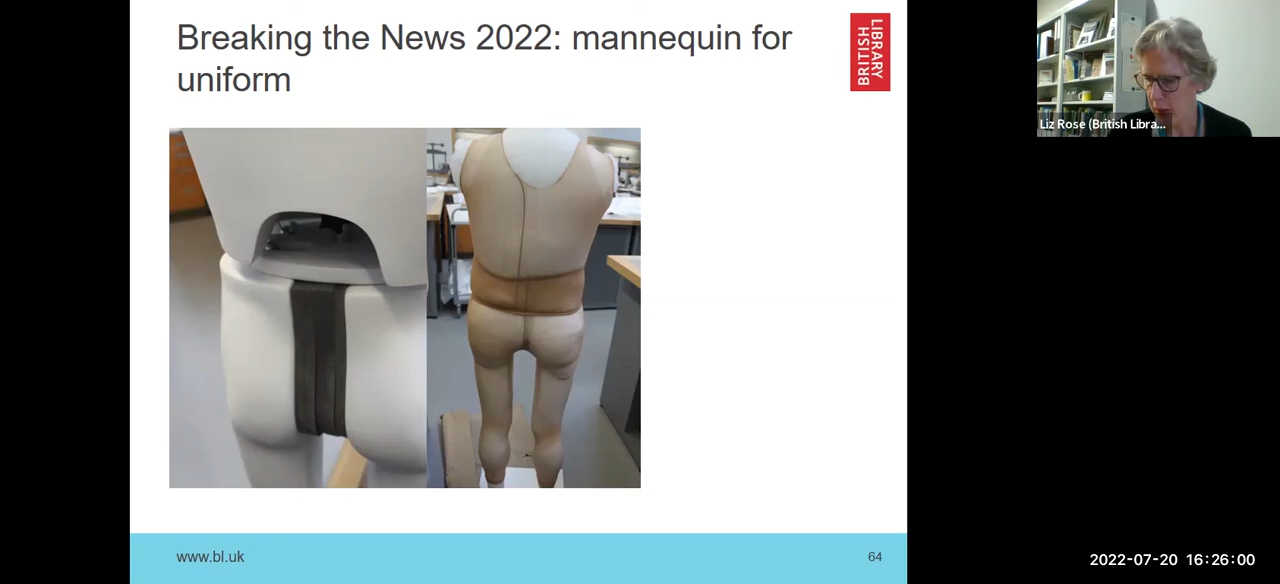 Breaking the News 2022: mannequin for
uniform
BRITISH
LIBRARY
Liz Rose (British Libra...
www.bl.uk
64
2022-07-20 16:26:00